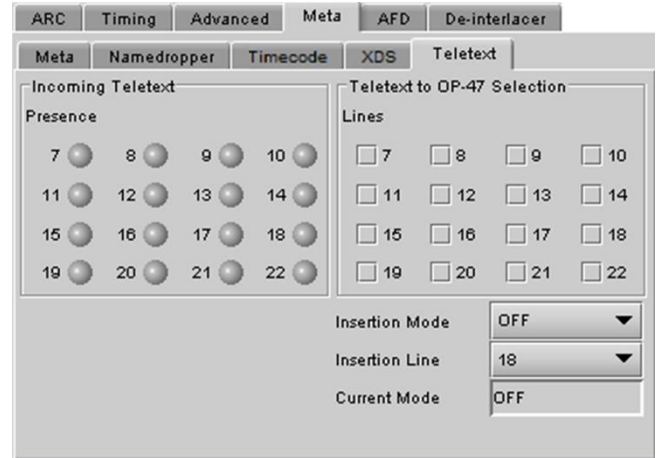 ARC Timing Advanced Meta AFD De-interlacer
Meta Namedropper Timecode XDS Teletext
Incoming Teletext
Presence
7 8 9 10
11 12 13 14
15 16 17 18
19 20 21 22
Teletext to OP-47 Selection
Lines
7 8 9 10
11 12 13 14
15 16 17 18
19 20 21 22
Insertion Mode OFF
Insertion Line 18
Current Mode OFF